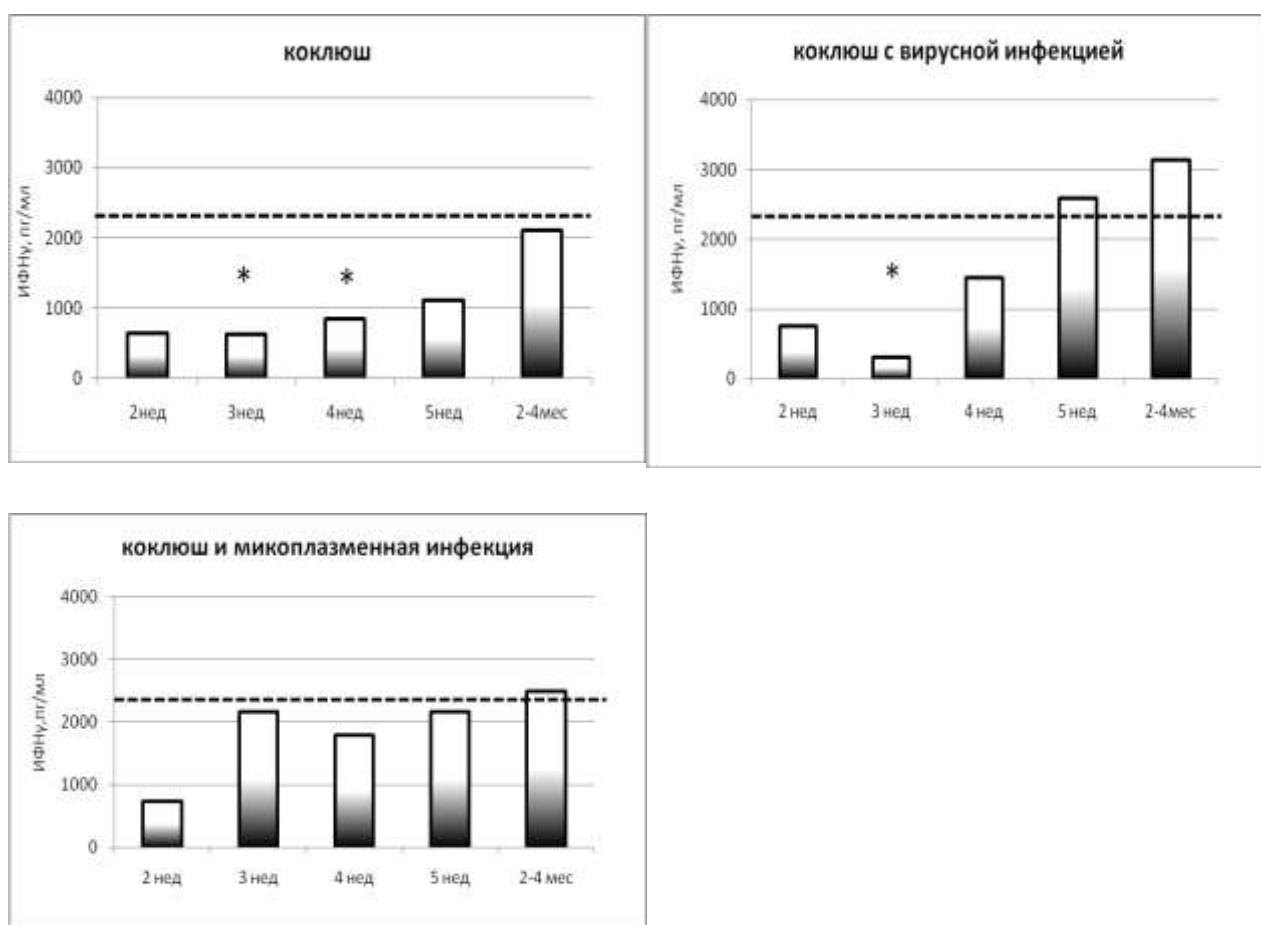 коклюш
4000
3000
2000
1000
0
ИФНγ, пг/мл
* *
2нед 3нед 4нед 5нед 2-4мес
коклюш с вирусной инфекцией
4000
3000
2000
1000
0
ИФНγ, пг/мл
*
2 нед 3 нед 4 нед 5 нед 2-4 мес
коклюш и микоплазменная инфекция
4000
3000
2000
1000
0
ИФНγ,пг/мл
2 нед 3 нед 4 нед 5 нед 2-4 мес